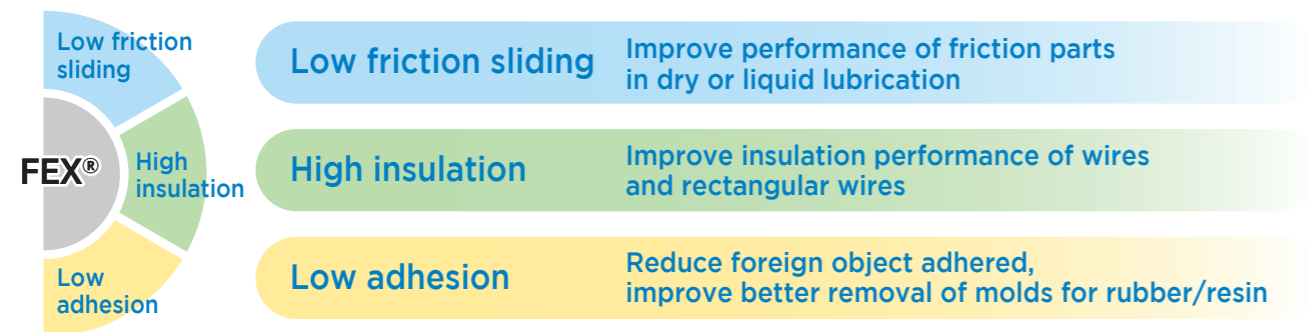 Low friction
sliding
FEX®
High
insulation
Low
adhesion
Low friction sliding
Improve performance of friction parts
in dry or liquid lubrication
High insulation
Improve insulation performance of wires
and rectangular wires
Low adhesion
Reduce foreign object adhered,
improve better removal of molds for rubber/resin